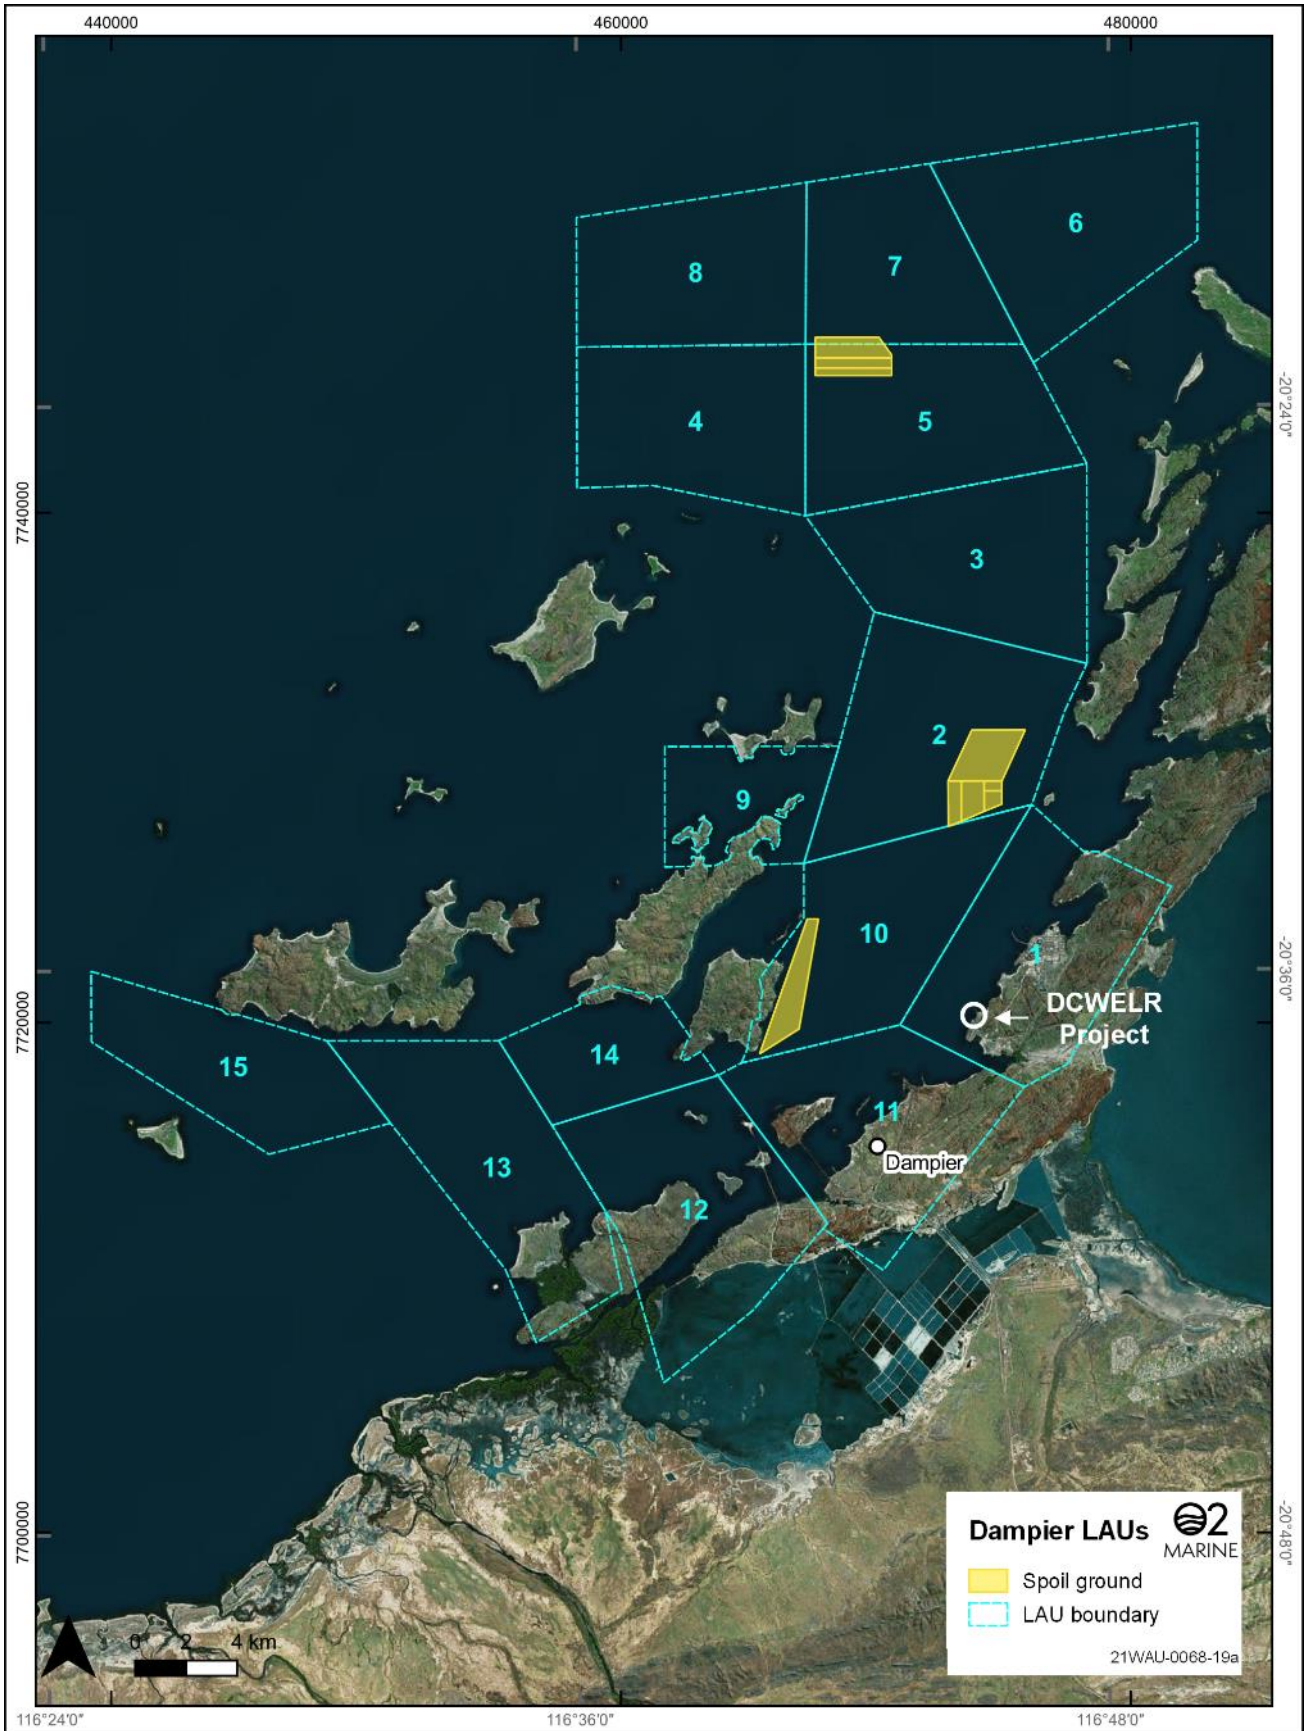 440000
460000
480000
6
7
8
-20°24'0"
4
5
7740000
3
2
9
10
1
-20°36'0"
DCWELR
Project
7720000
14
15
11
Dampier
13
12
Dampier LAUs
O2
MARINE
Spoil ground
LAU boundary
21WAU-0068-19a
7700000
-20°48'0"
0 2 4 km
116°24'0"
116°36'0"
116°48'0"